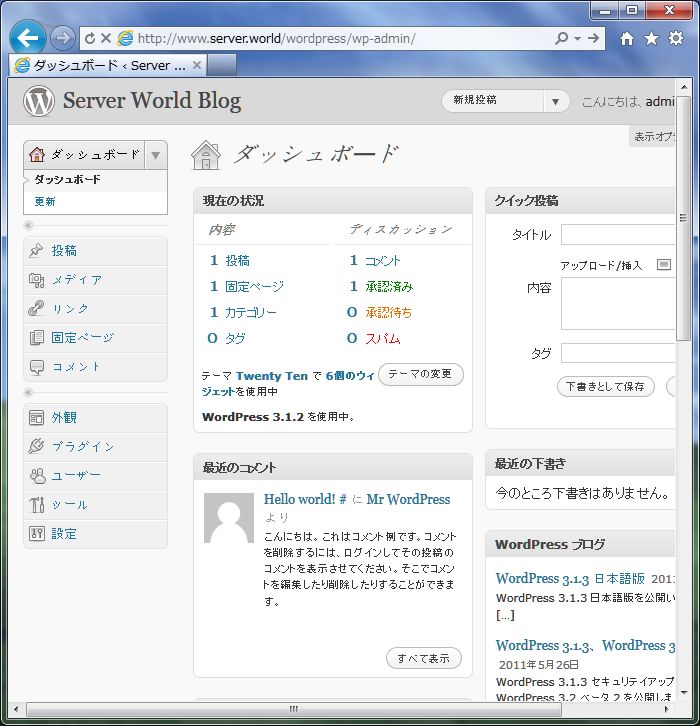 http://www.server.world/wordpress/wp-admin/
ダッシュボード ‹ Server ...
Server World Blog
新規投稿
こんにちは、admi
表示オプ
ダッシュボード
ダッシュボード
更新
投稿
メディア
リンク
固定ページ
コメント
外観
プラグイン
ユーザー
ツール
設定
ダッシュボード
現在の状況
内容
ディスカッション
1 投稿
1 コメント
1 固定ページ
1 承認済み
1 カテゴリー
0 承認待ち
0 タグ
0 スパム
テーマ Twenty Ten で 6個のウィ
ジェットを使用中
テーマの変更
WordPress 3.1.2 を使用中。
最近のコメント
Hello world! # に Mr WordPress
より
こんにちは。これはコメント例です。コメント
を削除するには、ログインしてその投稿の
コメントを表示させてください。そこでコメン
トを編集したり削除したりすることができま
す。
すべて表示
クイック投稿
タイトル
アップロード/挿入
内容
タグ
下書きとして保存
最近の下書き
今のところ下書きはありません。
WordPress ブログ
WordPress 3.1.3 日本語版 2011
WordPress 3.1.3 日本語版を公開い
[...]
WordPress 3.1.3、WordPress 3
2011年5月26日
WordPress 3.1.3 セキュリテイアップ
WordPress 3.2 ベータ 2 を公開しま